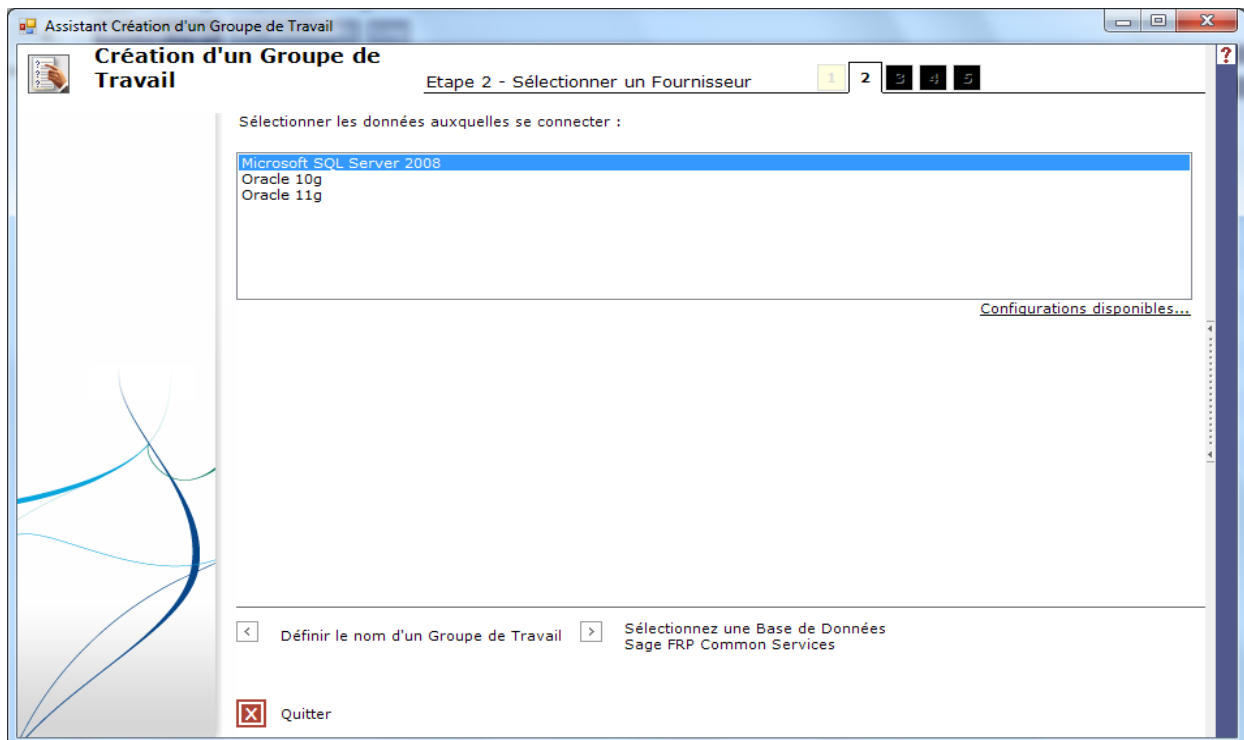 Assistant Création d'un Groupe de Travail
Création d'un Groupe de
Travail
?
Etape 2 - Sélectionner un Fournisseur
1 2 3 4 5
Sélectionner les données auxquelles se connecter :
Microsoft SQL Server 2008
Oracle 10g
Oracle 11g
Configurations disponibles...
< Définir le nom d'un Groupe de Travail > Sélectionnez une Base de Données
Sage FRP Common Services
X Quitter